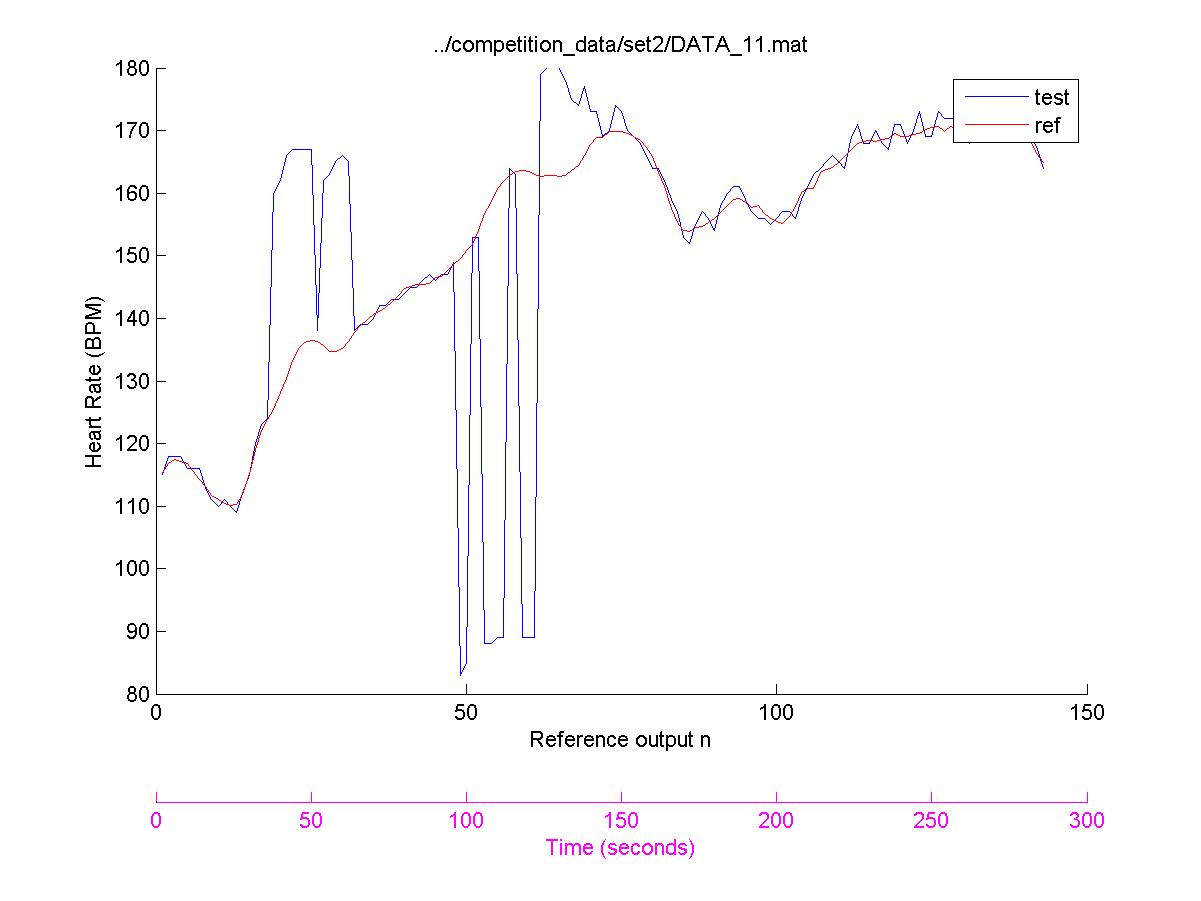 ../competition_data/set2/DATA_11.mat
180
170
160
150
140
130
120
110
100
90
80
Heart Rate (BPM)
test
ref
0 50 100 150
Reference output n
0 50 100 150 200 250 300
Time (seconds)